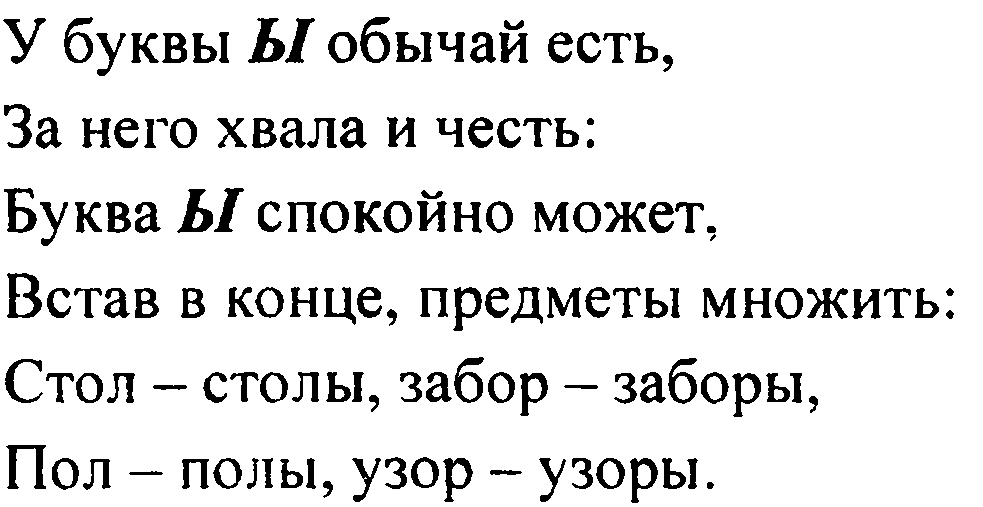 У буквы Ы обычай есть,
За него хвала и честь:
Буква Ы спокойно может,
Встав в конце, предметы множить:
Стол – столы, забор – заборы,
Пол – полы, узор – узоры.